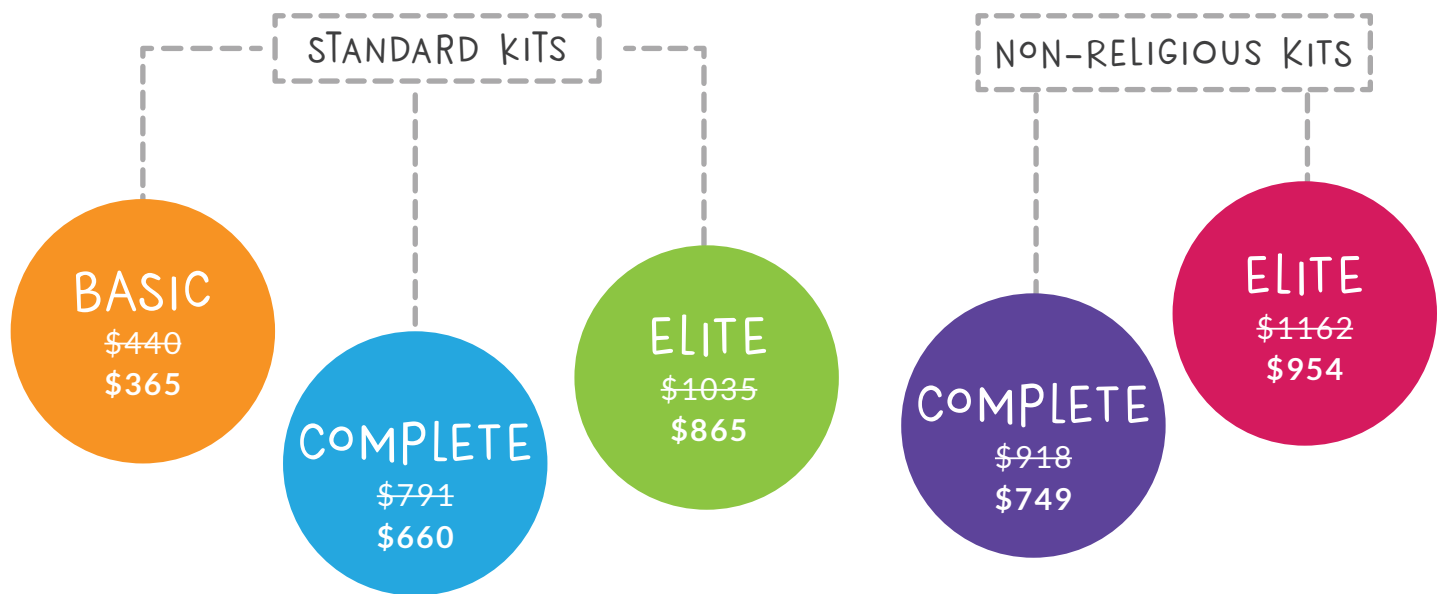 STANDARD KITS
BASIC
$440
$365
COMPLETE
$791
$660
ELITE
$1035
$865
NON-RELIGIOUS KITS
COMPLETE
$918
$749
ELITE
$1162
$954